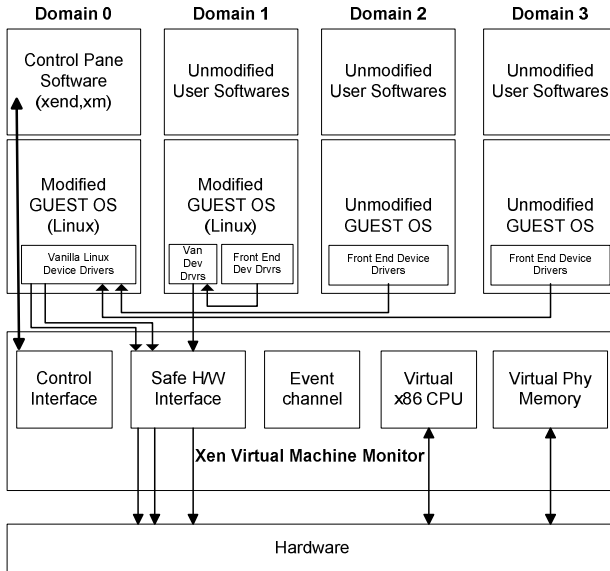 Domain 0
Domain 1
Domain 2
Domain 3
Control Pane
Software
(xend,xm)
Unmodified
User Softwares
Unmodified
User Softwares
Unmodified
User Softwares
Modified
GUEST OS
(Linux)
Vanilla Linux
Device Drivers
Modified
GUEST OS
(Linux)
Van
Dev
Drvrs
Front End
Dev Drvrs
Unmodified
GUEST OS
Front End Device
Drivers
Unmodified
GUEST OS
Front End Device
Drivers
Control
Interface
Safe H/W
Interface
Event
channel
Virtual
x86 CPU
Virtual Phy
Memory
Xen Virtual Machine Monitor
Hardware